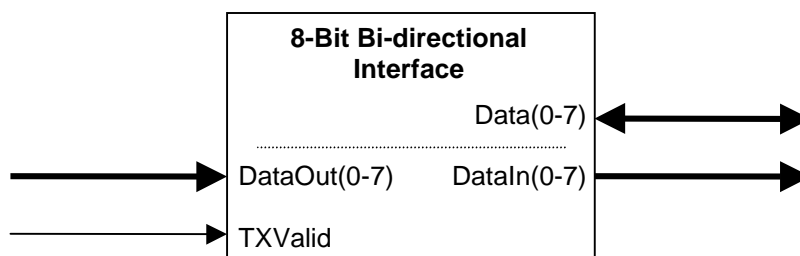 8-Bit Bi-directional
Interface
Data(0-7)
DataOut(0-7) DataIn(0-7)
TXValid